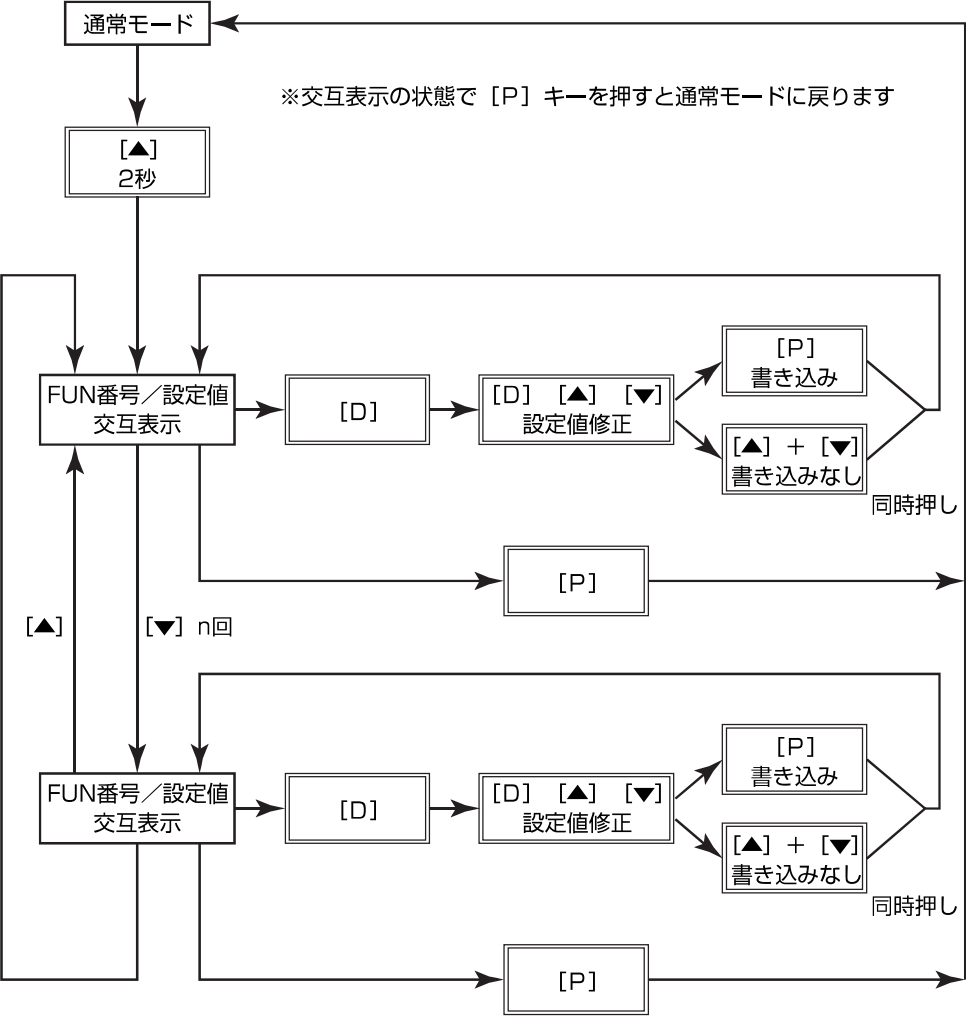 通常モード
※交互表示の状態で［P］キーを押すと通常モードに戻ります
［▲］
2秒
FUN番号／設定値
交互表示
［D］
［D］ ［▲］ ［▼］
設定値修正
［P］
書き込み
［▲］ ＋ ［▼］
書き込みなし
同時押し
［P］
［▲］
［▼］ n回
FUN番号／設定値
交互表示
［D］
［D］ ［▲］ ［▼］
設定値修正
［P］
書き込み
［▲］ ＋ ［▼］
書き込みなし
同時押し
［P］